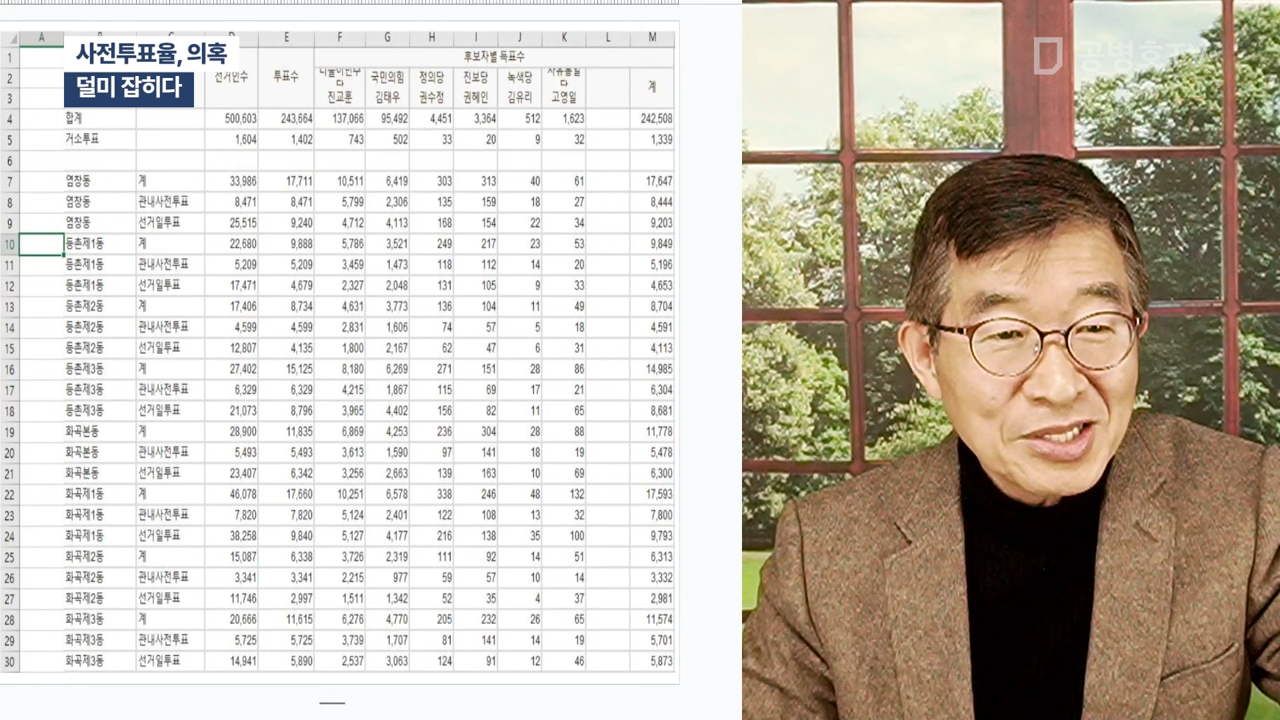 사전투표율, 의혹
덜미 잡히다
공병호TV
A B C D E F G H I J K L M
1 후보자별 득표수
2 선거인수 투표수 더불어민주 국민의힘 정의당 진보당 녹색당 자유통일 계
다 다
3 진교훈 김태우 권수정 권혜인 김유리 고영일
4 합계 500,603 243,664 137,066 95,492 4,451 3,364 512 1,623 242,508
5 거소투표 1,604 1,402 743 502 33 20 9 32 1,339
6
7 염창동 계 33,986 17,711 10,511 6,419 303 313 40 61 17,647
8 염창동 관내사전투표 8,471 8,471 5,799 2,306 135 159 18 27 8,444
9 염창동 선거일투표 25,515 9,240 4,712 4,113 168 154 22 34 9,203
10 등촌제1동 계 22,680 9,888 5,786 3,521 249 217 23 53 9,849
11 등촌제1동 관내사전투표 5,209 5,209 3,459 1,473 118 112 14 20 5,196
12 등촌제1동 선거일투표 17,471 4,679 2,327 2,048 131 105 9 33 4,653
13 등촌제2동 계 17,406 8,734 4,631 3,773 136 104 11 49 8,704
14 등촌제2동 관내사전투표 4,599 4,599 2,831 1,606 74 57 5 18 4,591
15 등촌제2동 선거일투표 12,807 4,135 1,800 2,167 62 47 6 31 4,113
16 등촌제3동 계 27,402 15,125 8,180 6,269 271 151 28 86 14,985
17 등촌제3동 관내사전투표 6,329 6,329 4,215 1,867 115 69 17 21 6,304
18 등촌제3동 선거일투표 21,073 8,796 3,965 4,402 156 82 11 65 8,681
19 화곡본동 계 28,900 11,835 6,869 4,253 236 304 28 88 11,778
20 화곡본동 관내사전투표 5,493 5,493 3,613 1,590 97 141 18 19 5,478
21 화곡본동 선거일투표 23,407 6,342 3,256 2,663 139 163 10 69 6,300
22 화곡제1동 계 46,078 17,660 10,251 6,578 338 246 48 132 17,593
23 화곡제1동 관내사전투표 7,820 7,820 5,124 2,401 122 108 13 32 7,800
24 화곡제1동 선거일투표 38,258 9,840 5,127 4,177 216 138 35 100 9,793
25 화곡제2동 계 15,087 6,338 3,726 2,319 111 92 14 51 6,313
26 화곡제2동 관내사전투표 3,341 3,341 2,215 977 59 57 10 14 3,332
27 화곡제2동 선거일투표 11,746 2,997 1,511 1,342 52 35 4 37 2,981
28 화곡제3동 계 20,666 11,615 6,276 4,770 205 232 26 65 11,574
29 화곡제3동 관내사전투표 5,725 5,725 3,739 1,707 81 141 14 19 5,701
30 화곡제3동 선거일투표 14,941 5,890 2,537 3,063 124 91 12 46 5,873